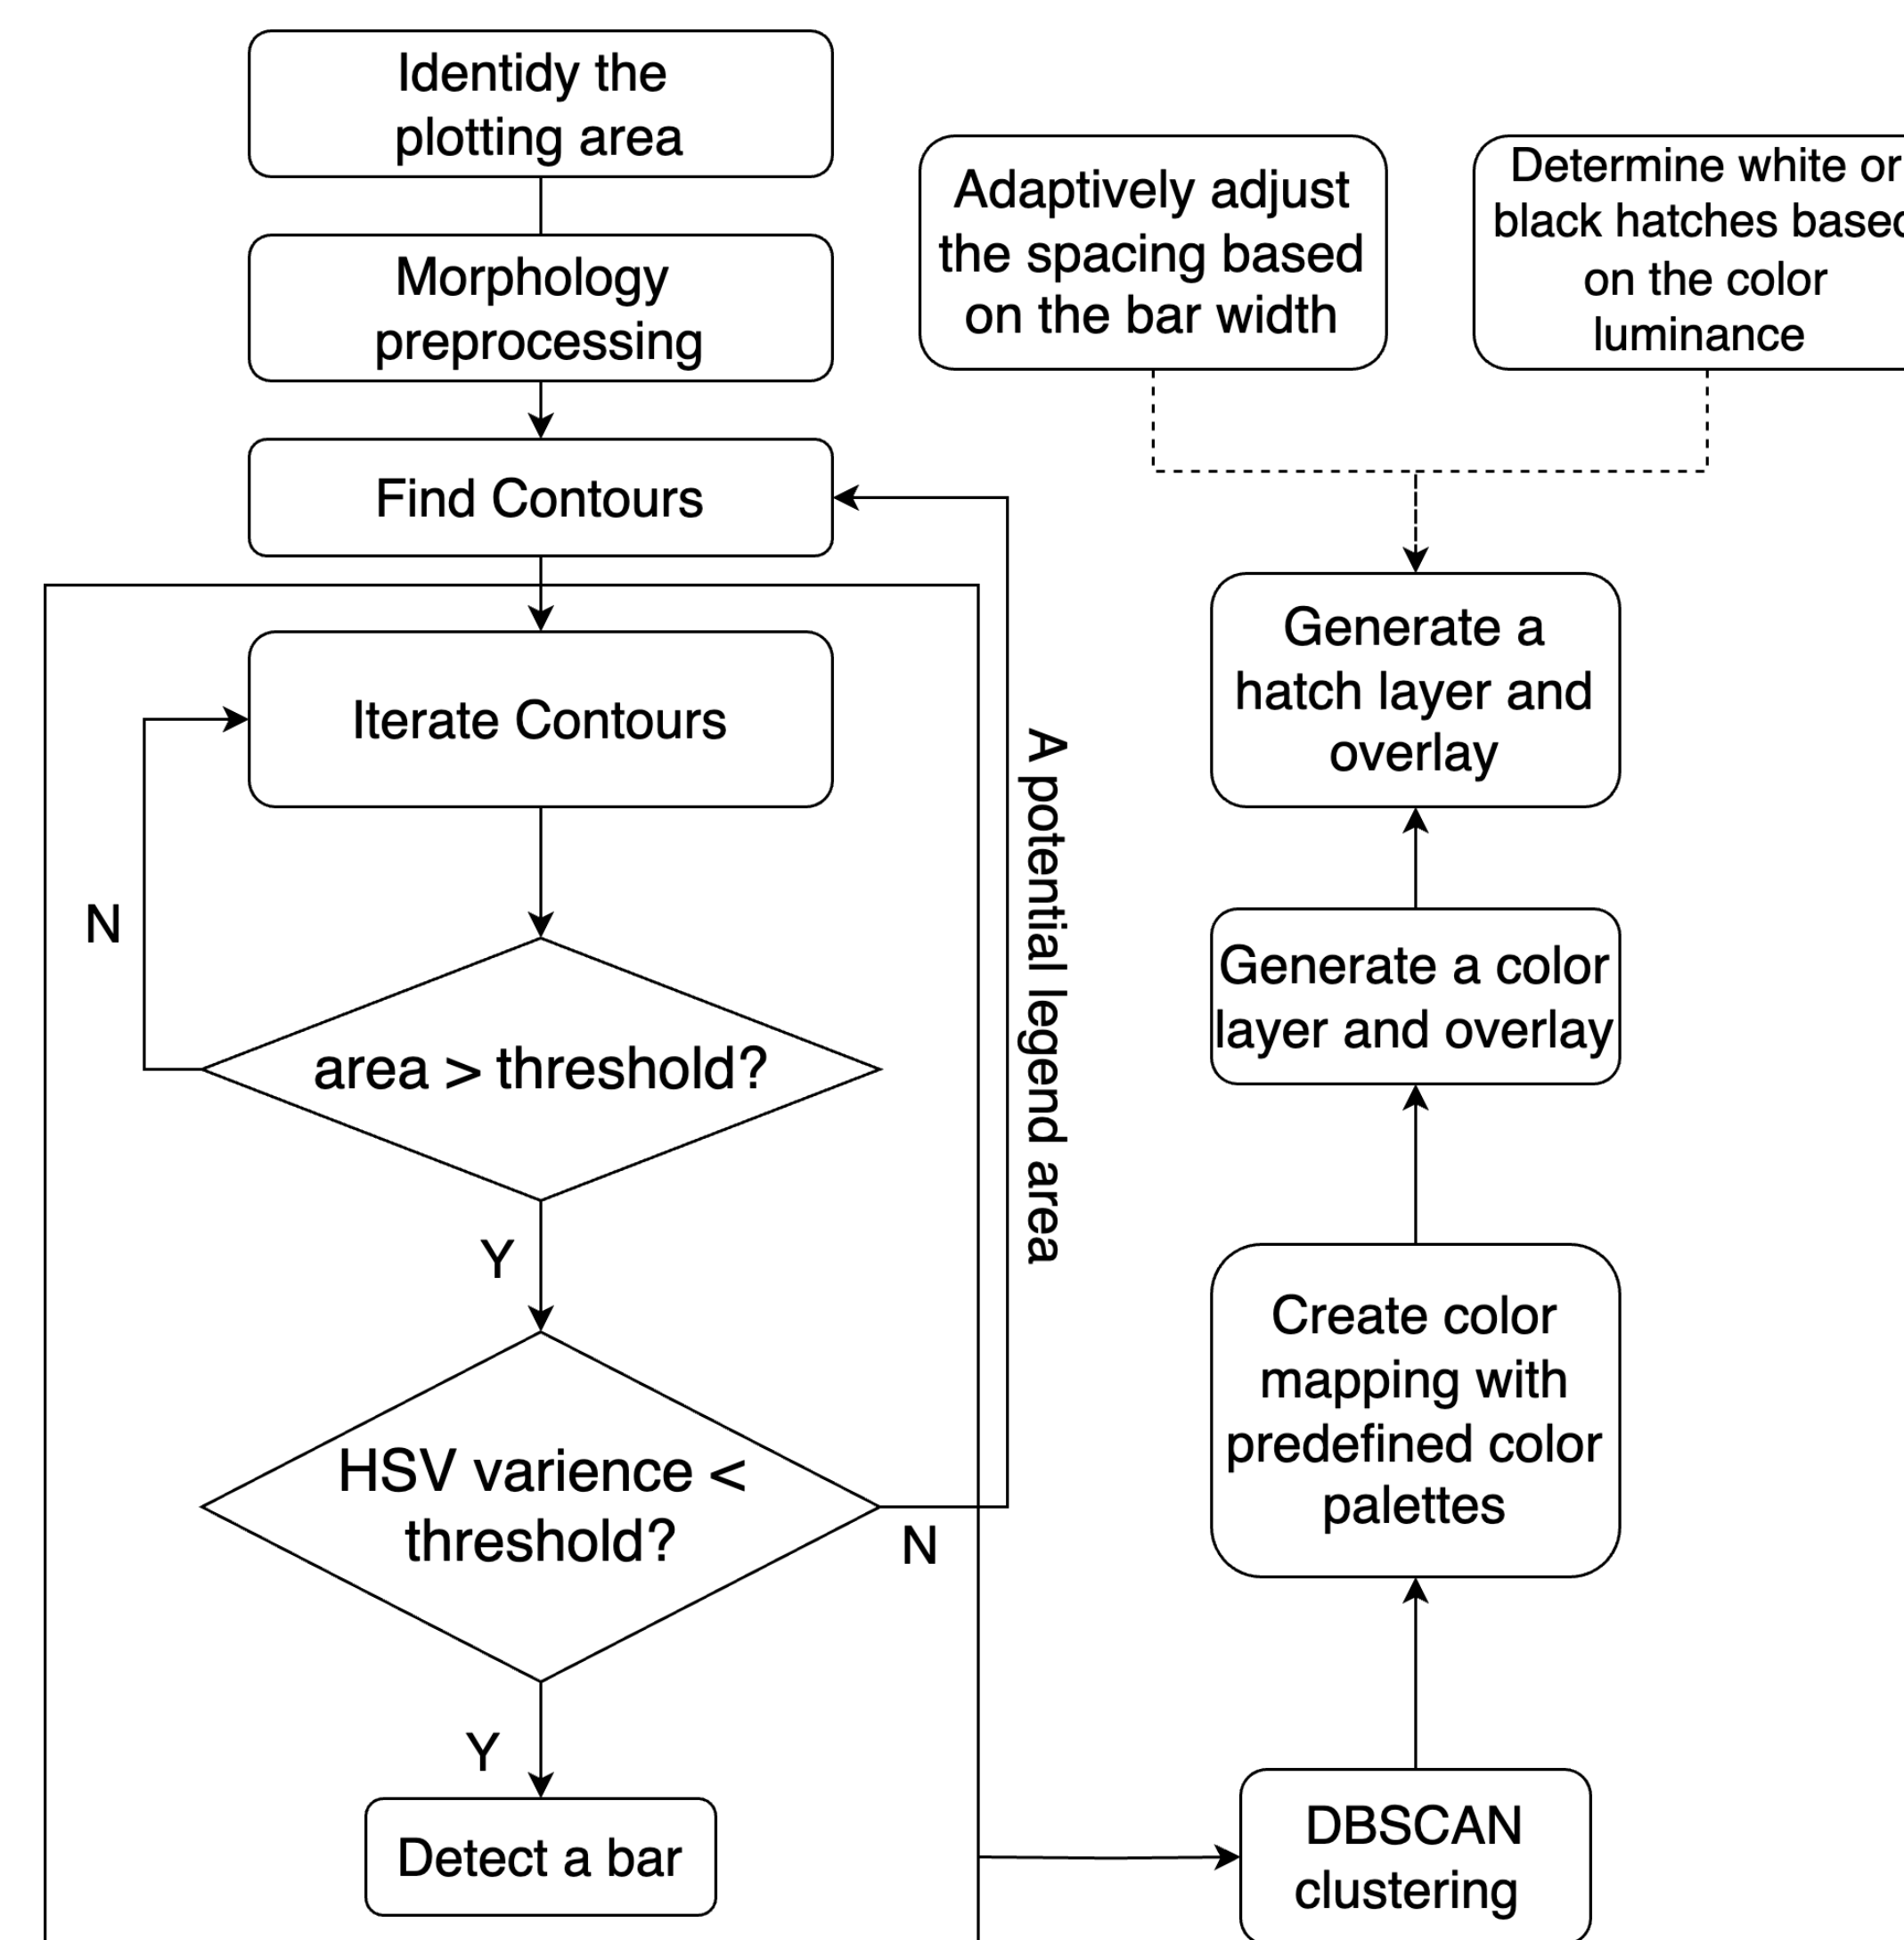 Identidy the
plotting area
Morphology
preprocessing
Find Contours
Iterate Contours
N
area > threshold?
Y
HSV varience <
threshold?
N
Y
Detect a bar
A potential legend area
Adaptively adjust
the spacing based
on the bar width
Determine white or
black hatches based
on the color
luminance
Generate a
hatch layer and
overlay
Generate a color
layer and overlay
Create color
mapping with
predefined color
palettes
DBSCAN
clustering